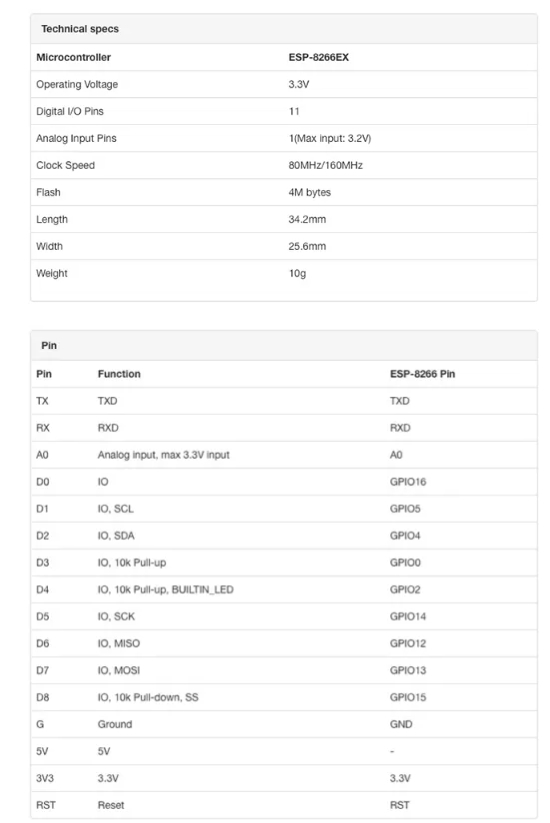 Technical specs
Microcontroller ESP-8266EX
Operating Voltage 3.3V
Digital I/O Pins 11
Analog Input Pins 1(Max input: 3.2V)
Clock Speed 80MHz/160MHz
Flash 4M bytes
Length 34.2mm
Width 25.6mm
Weight 10g
Pin
Pin Function ESP-8266 Pin
TX TXD TXD
RX RXD RXD
A0 Analog input, max 3.3V input A0
D0 IO GPIO16
D1 IO, SCL GPIO5
D2 IO, SDA GPIO4
D3 IO, 10k Pull-up GPIO0
D4 IO, 10k Pull-up, BUILTIN_LED GPIO2
D5 IO, SCK GPIO14
D6 IO, MISO GPIO12
D7 IO, MOSI GPIO13
D8 IO, 10k Pull-down, SS GPIO15
G Ground GND
5V 5V -
3V3 3.3V 3.3V
RST Reset RST